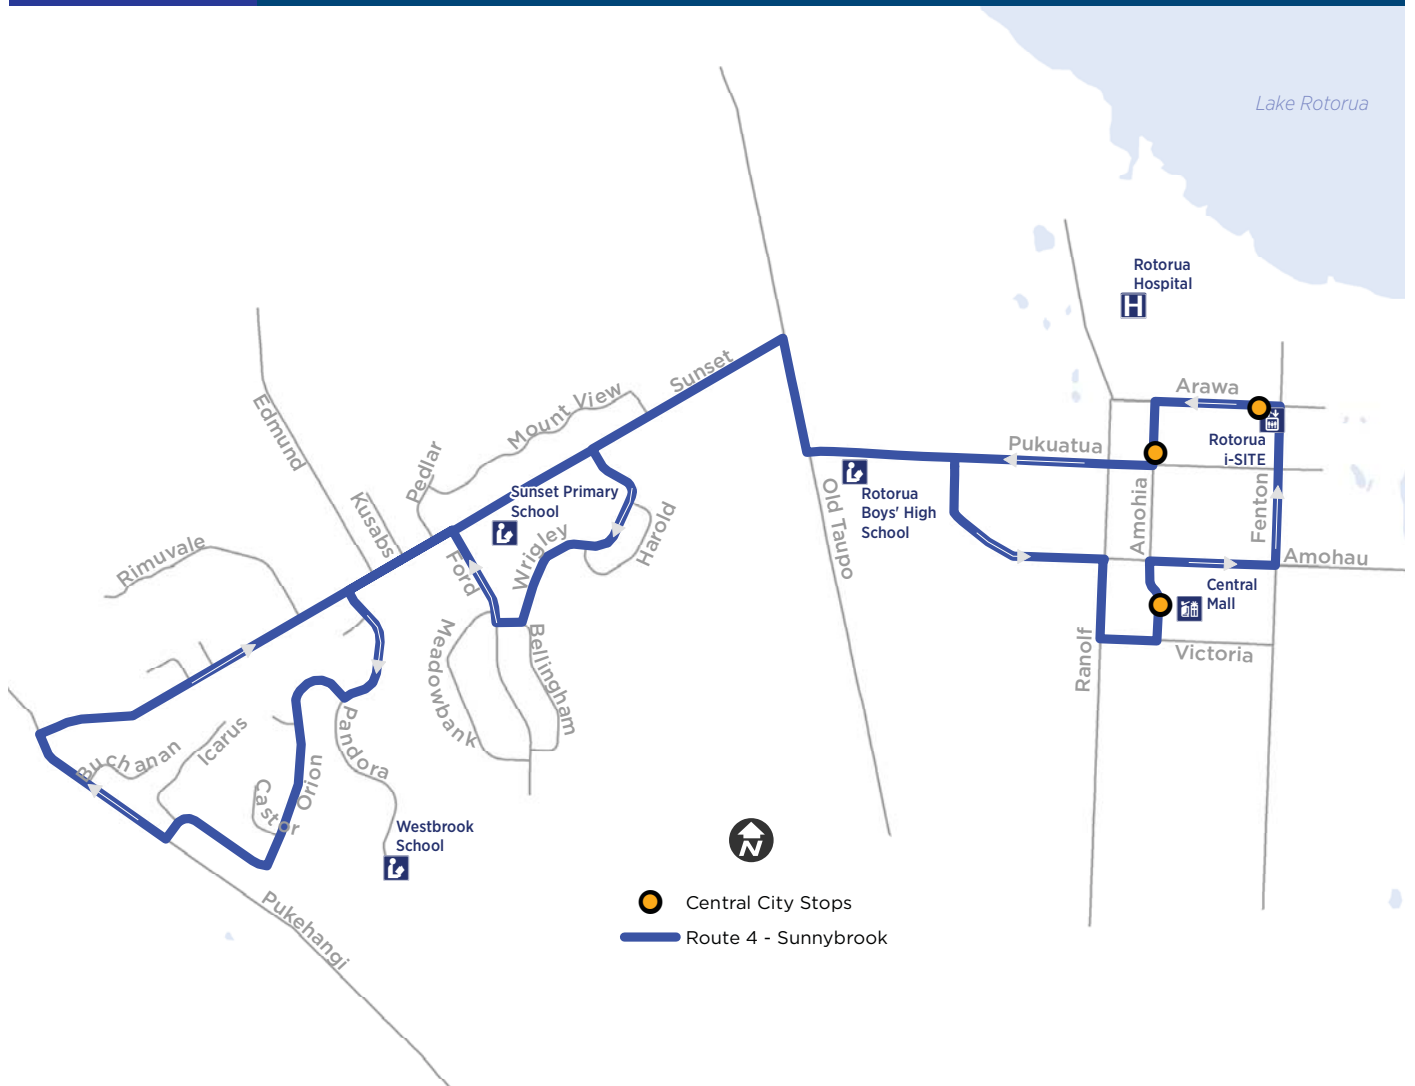 Lake Rotorua
Rotorua
Hospital
H
Arawa
Sunset
Mount View
Edmund
Pukuatua
Rotorua
i-SITE
Pedlar
Sunset Primary
School
Rotorua
Boys' High
School
Old Taupo
Amohia
Fenton
Kusabs
Wrigley
Harold
Rimuvale
Ford
Amohau
Central
Mall
Meadowbank
Bellingham
Ranolf
Victoria
Buchanan
Icarus
Pandora
Orion
Castor
Westbrook
School
N
Pukehangi
Central City Stops
Route 4 - Sunnybrook